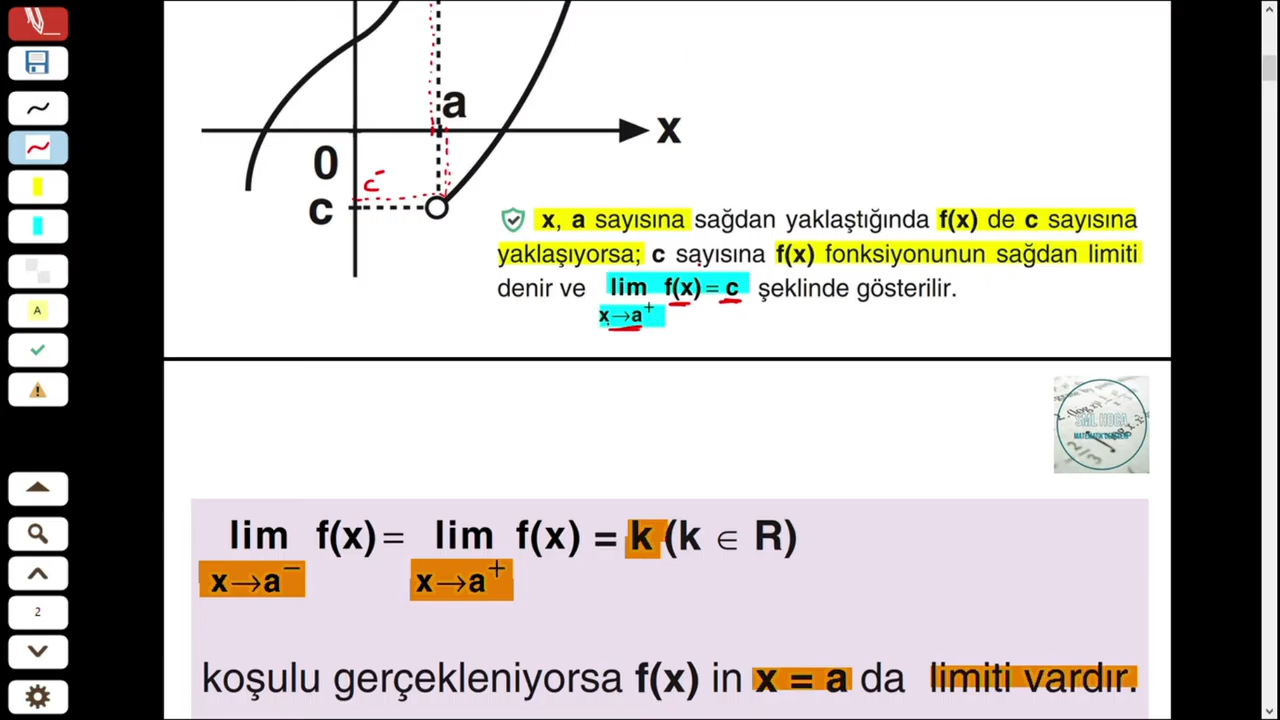 a
x
0
c
c
x, a sayısına sağdan yaklaştığında f(x) de c sayısına
yaklaşıyorsa; c sayısına f(x) fonksiyonunun sağdan limiti
denir ve lim f(x) = c şeklinde gösterilir.
x→a⁺
SML HOCA
lim f(x) = lim f(x) = k (k ∈ R)
x→a⁻ x→a⁺
koşulu gerçekleniyorsa f(x) in x = a da limiti vardır.
A
2